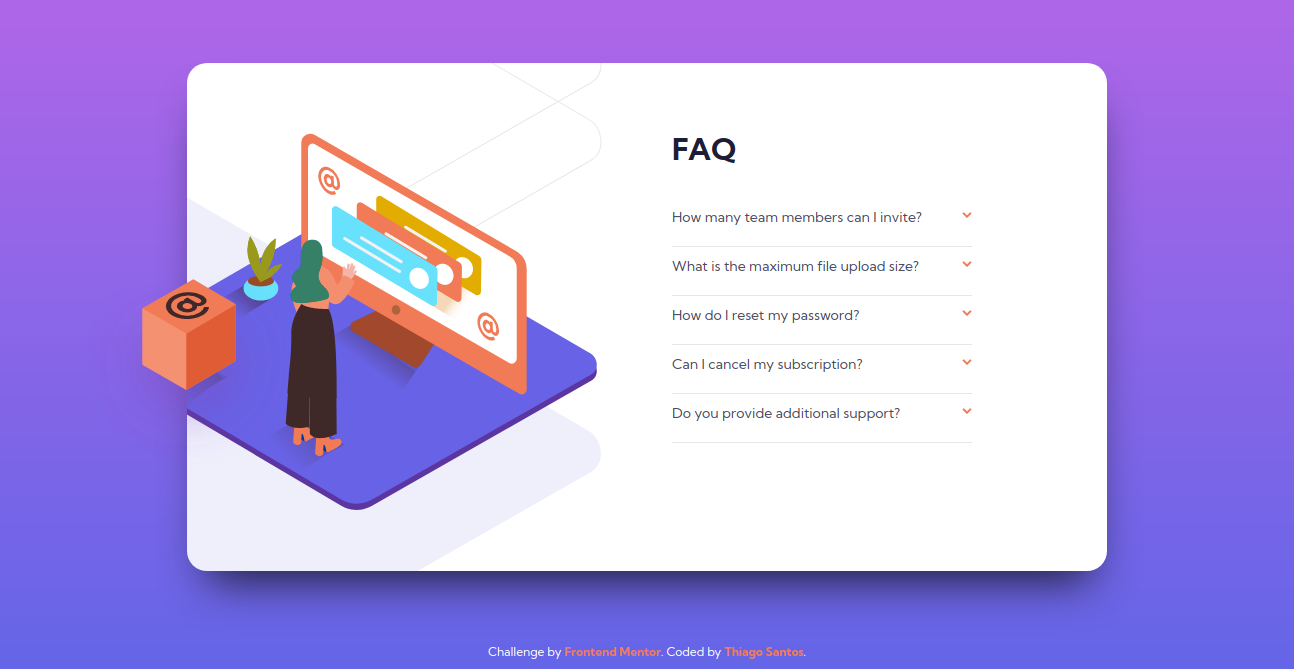 FAQ
How many team members can I invite?
What is the maximum file upload size?
How do I reset my password?
Can I cancel my subscription?
Do you provide additional support?
@
@
@
Challenge by Frontend Mentor. Coded by Thiago Santos.